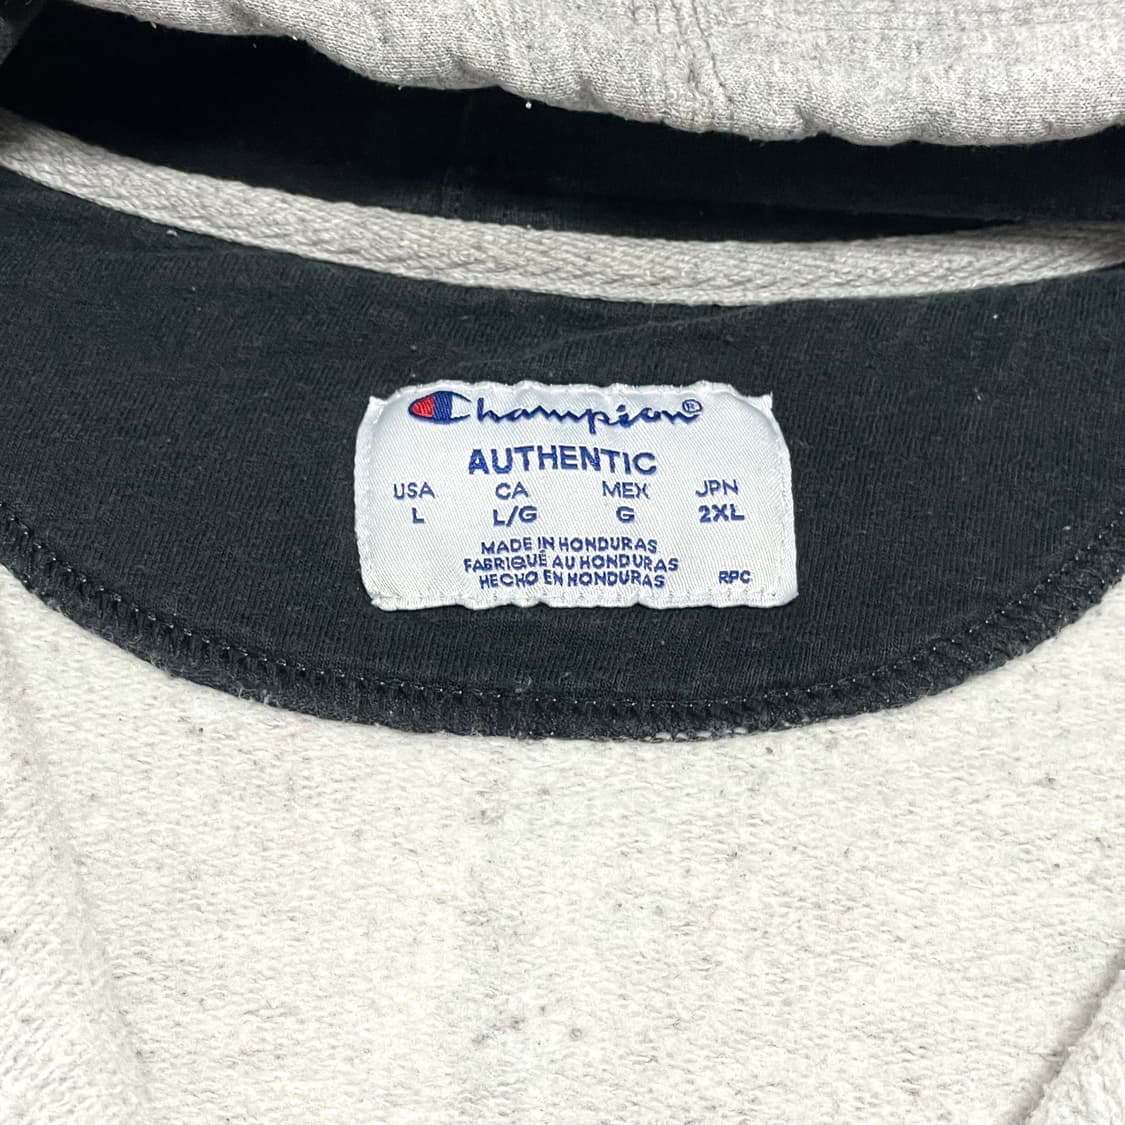 Champion®
AUTHENTIC
USA CA MEX JPN
L L/G G 2XL
MADE IN HONDURAS
FABRIQUÉ AU HONDURAS
HECHO EN HONDURAS RPC